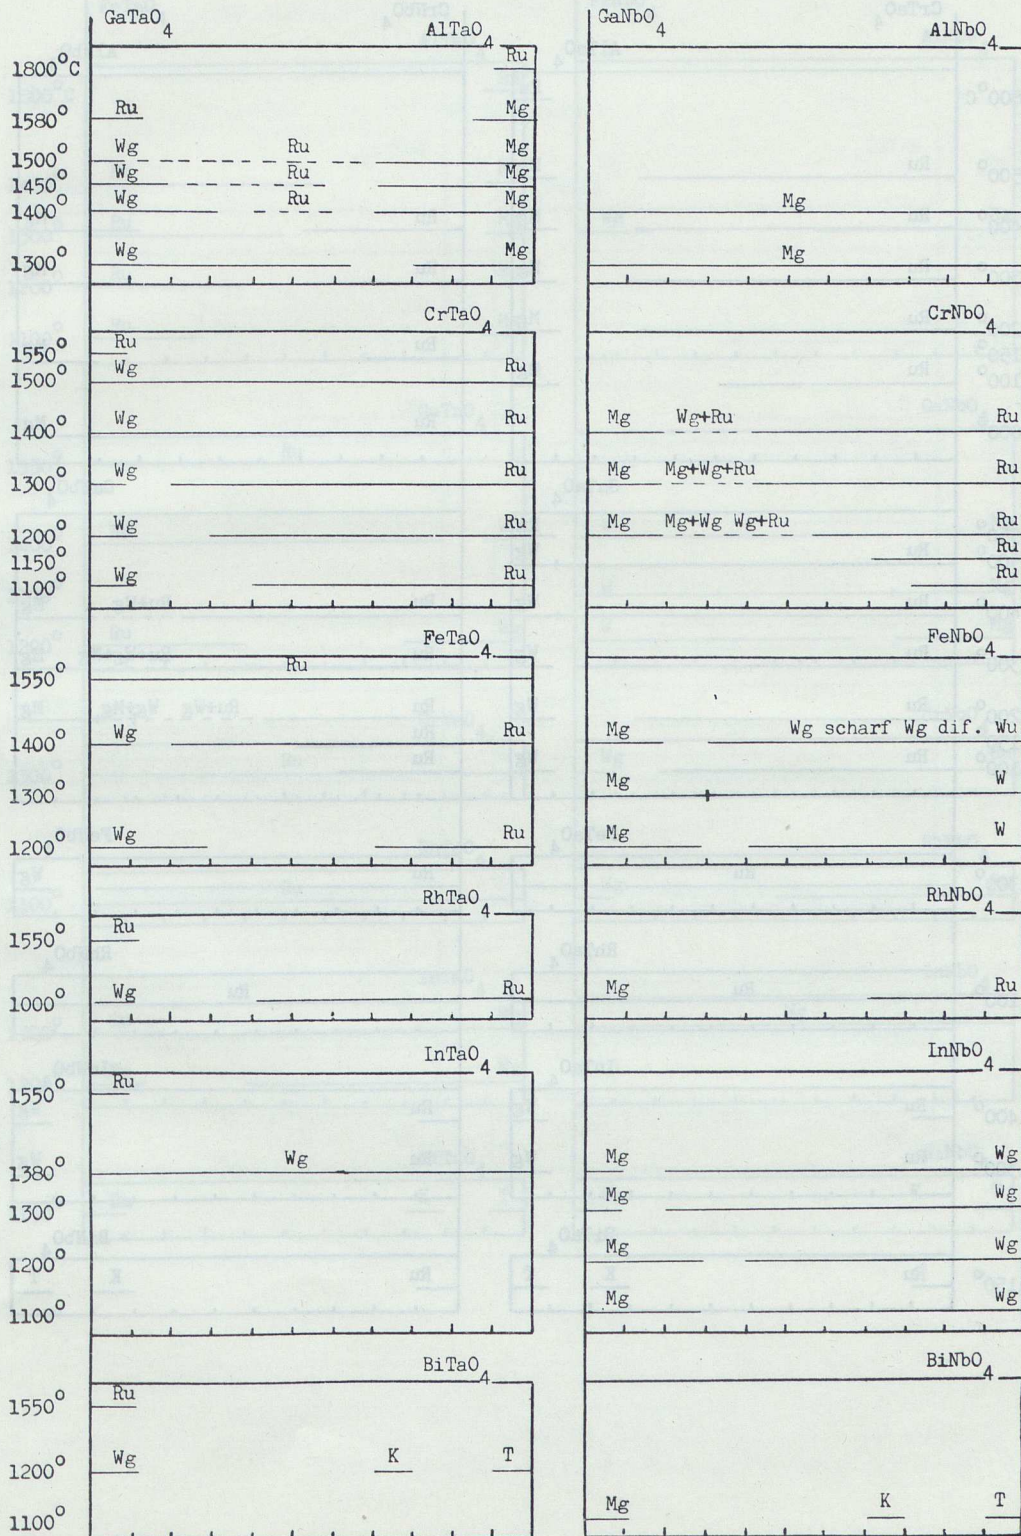 GaTaO4 AlTaO4 GaNbO4 AlNbO4
1800°C Ru
1580° Ru Mg
1500° Wg Ru Mg
1450° Wg Ru Mg
1400° Wg Ru Mg Mg
1300° Wg Mg Mg
CrTaO4 CrNbO4
1550° Ru
1500° Wg Ru
1400° Wg Ru Mg Wg+Ru Ru
1300° Wg Ru Mg Mg+Wg+Ru Ru
1200° Wg Ru Mg Mg+Wg Wg+Ru Ru
1150° Ru
1100° Wg Ru Ru
FeTaO4 FeNbO4
1550° Ru
1400° Wg Ru Mg Wg scharf Wg dif. Wu
1300° Mg W
1200° Wg Ru Mg W
RhTaO4 RhNbO4
1550° Ru
1000° Wg Ru Mg Ru
InTaO4 InNbO4
1550° Ru
1380° Wg Mg Wg
1300° Mg Wg
1200° Mg Wg
1100° Mg Wg
BiTaO4 BiNbO4
1550° Ru
1200° Wg K T
1100° Mg K T